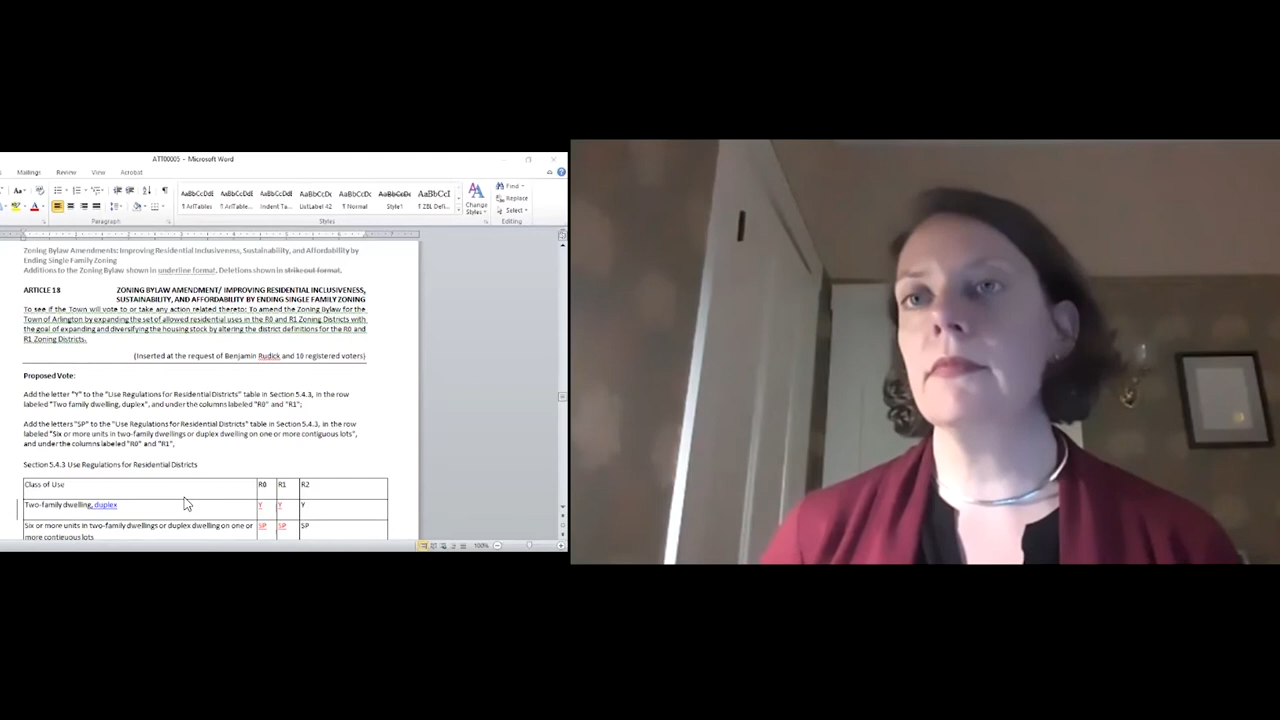 ATT00005 - Microsoft Word
Mailings Review View Acrobat
AaBbCcDdI AaBbCcDdI AaBbCcDdI AaBbCcDc AaBbCcDc AaBbCcDc AaBbCcI
¶ ArlTables ¶ ArlTable... Indent Ta... ListLabel 42 ¶ Normal Style1 ¶ ZBL Defi...
Change Styles
Find
Replace
Select
Paragraph Styles Editing
Zoning Bylaw Amendments: Improving Residential Inclusiveness, Sustainability, and Affordability by
Ending Single Family Zoning
Additions to the Zoning Bylaw shown in underline format. Deletions shown in strikeout format.
ARTICLE 18 ZONING BYLAW AMENDMENT/ IMPROVING RESIDENTIAL INCLUSIVENESS,
SUSTAINABILITY, AND AFFORDABILITY BY ENDING SINGLE FAMILY ZONING
To see if the Town will vote to or take any action related thereto: To amend the Zoning Bylaw for the
Town of Arlington by expanding the set of allowed residential uses in the R0 and R1 Zoning Districts with
the goal of expanding and diversifying the housing stock by altering the district definitions for the R0 and
R1 Zoning Districts.
(Inserted at the request of Benjamin Rudick and 10 registered voters)
Proposed Vote:
Add the letter "Y" to the "Use Regulations for Residential Districts" table in Section 5.4.3, in the row
labeled "Two family dwelling, duplex", and under the columns labeled "R0" and "R1";
Add the letters "SP" to the "Use Regulations for Residential Districts" table in Section 5.4.3, in the row
labeled "Six or more units in two-family dwellings or duplex dwelling on one or more contiguous lots",
and under the columns labeled "R0" and "R1",
Section 5.4.3 Use Regulations for Residential Districts
Class of Use R0 R1 R2
Two-family dwelling, duplex Y Y Y
Six or more units in two-family dwellings or duplex dwelling on one or SP SP SP
more contiguous lots
100%